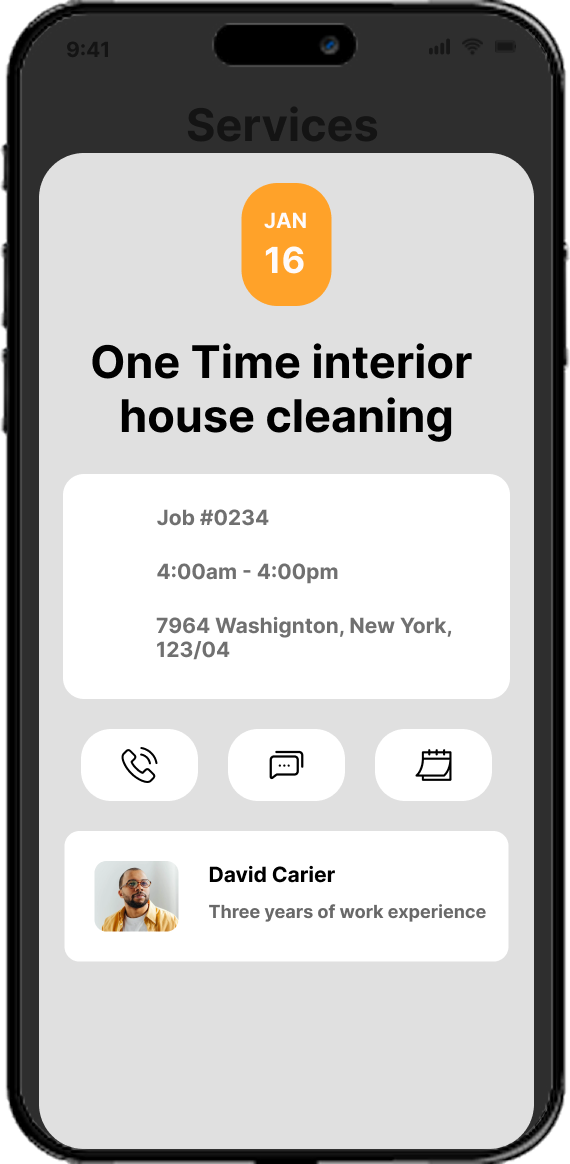 9:41
Services
JAN
16
One Time interior
house cleaning
Job #0234
4:00am - 4:00pm
7964 Washignton, New York,
123/04
David Carier
Three years of work experience